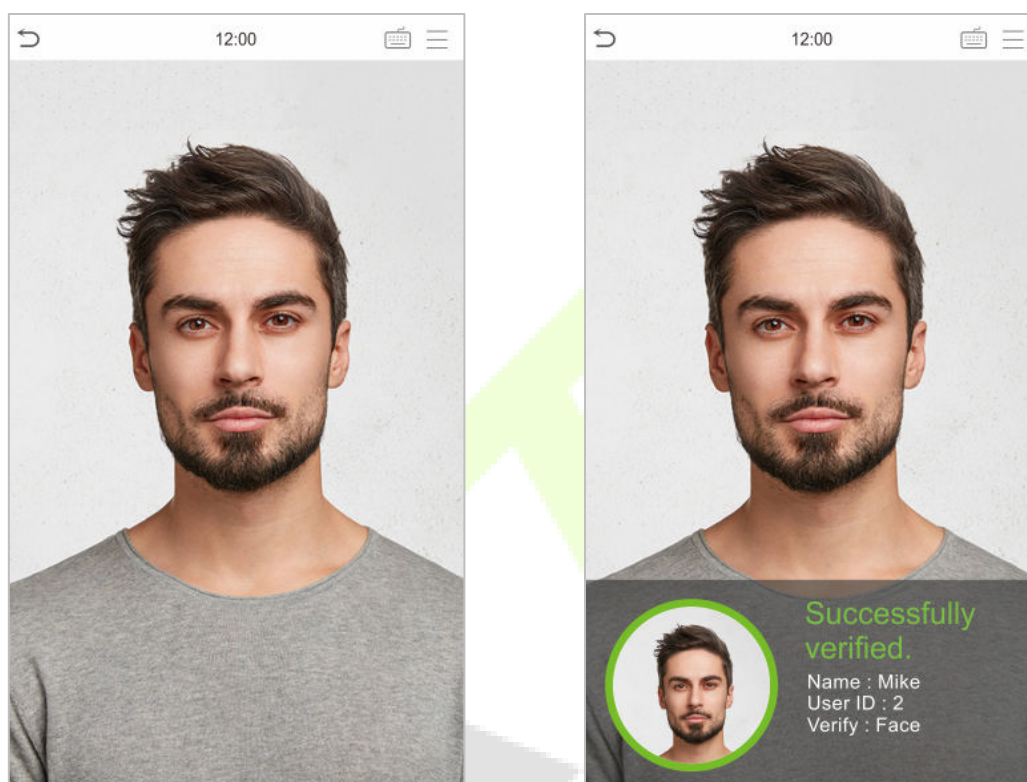 12:00
12:00
Successfully
verified.
Name : Mike
User ID : 2
Verify : Face